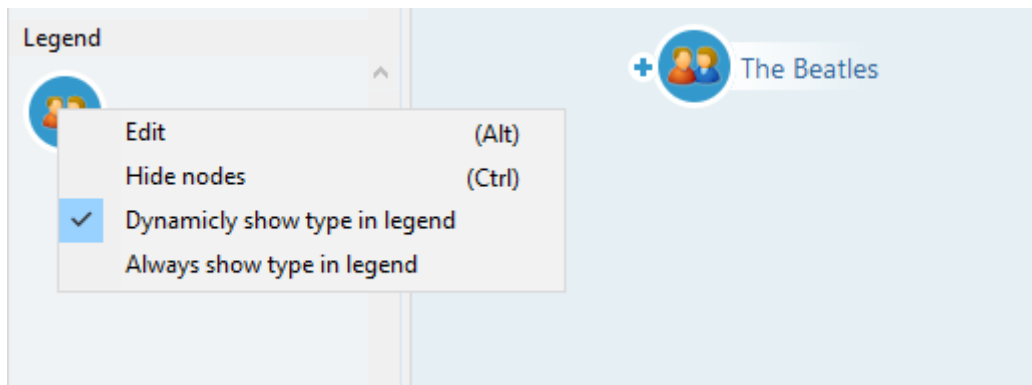 Legend
The Beatles
Edit (Alt)
Hide nodes (Ctrl)
Dynamicly show type in legend
Always show type in legend